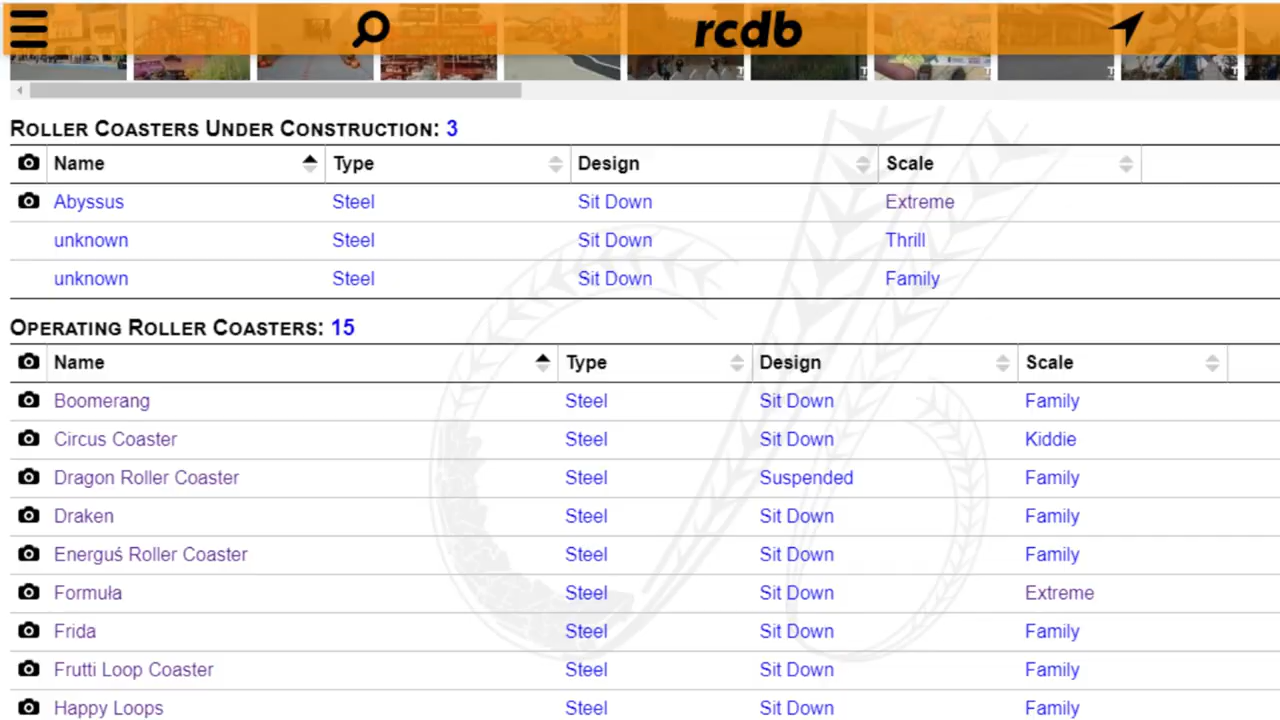 rcdb
ROLLER COASTERS UNDER CONSTRUCTION: 3
Name Type Design Scale
Abyssus Steel Sit Down Extreme
unknown Steel Sit Down Thrill
unknown Steel Sit Down Family
OPERATING ROLLER COASTERS: 15
Name Type Design Scale
Boomerang Steel Sit Down Family
Circus Coaster Steel Sit Down Kiddie
Dragon Roller Coaster Steel Suspended Family
Draken Steel Sit Down Family
Energuś Roller Coaster Steel Sit Down Family
Formuła Steel Sit Down Extreme
Frida Steel Sit Down Family
Frutti Loop Coaster Steel Sit Down Family
Happy Loops Steel Sit Down Family